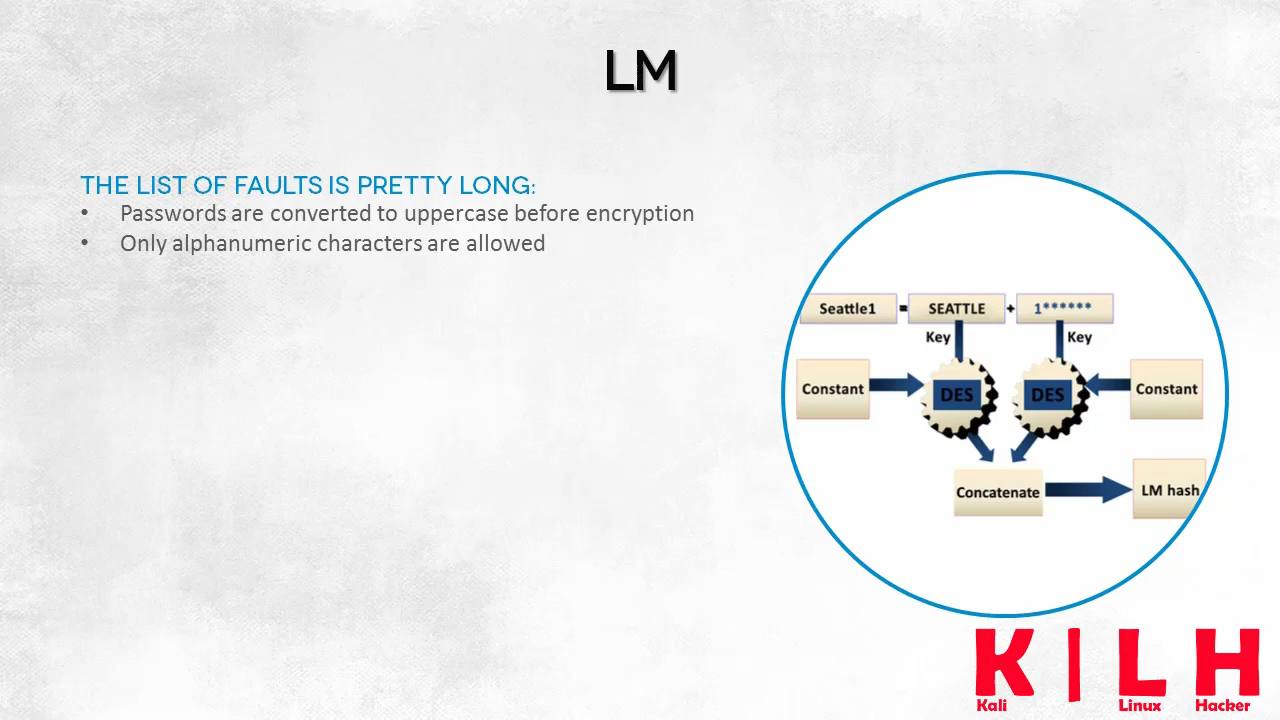 LM
THE LIST OF FAULTS IS PRETTY LONG:
• Passwords are converted to uppercase before encryption
• Only alphanumeric characters are allowed
Seattle1 = SEATTLE + 1******
Key Key
Constant DES DES Constant
Concatenate LM hash
K | L H
Kali Linux Hacker